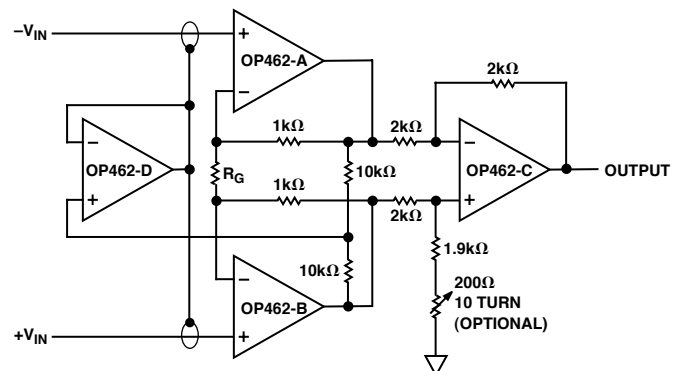 −VIN
+
OP462-A
−
2kΩ
1kΩ
2kΩ
−
−
OP462-D
+
RG
10kΩ
OP462-C
OUTPUT
1kΩ
2kΩ
+
1.9kΩ
10kΩ
−
OP462-B
+
200Ω
10 TURN
(OPTIONAL)
+VIN